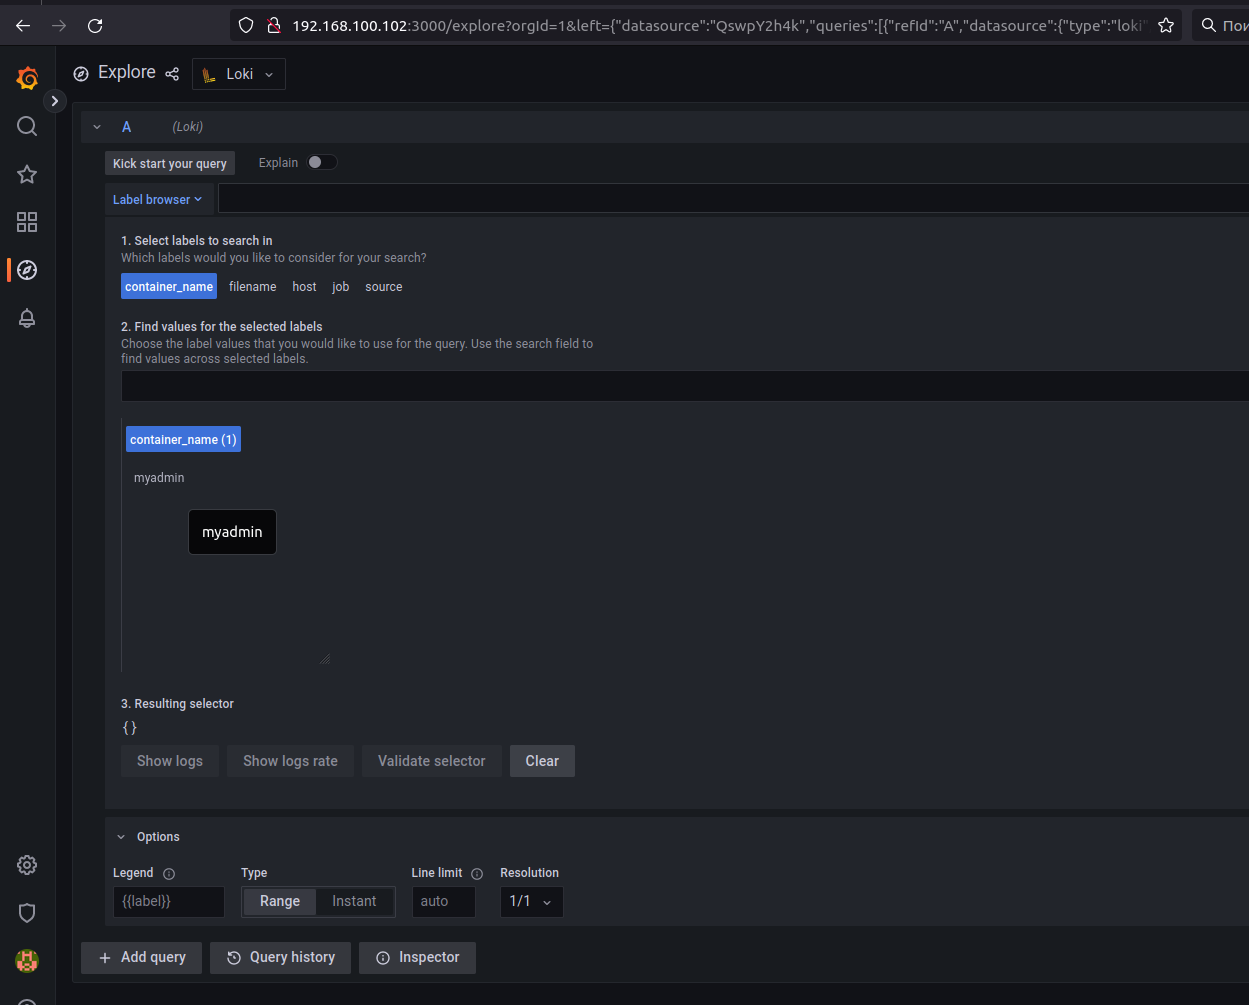 192.168.100.102:3000/explore?orgId=1&left={"datasource":"QswpY2h4k","queries":[{"refId":"A","datasource":{"type":"loki" Пои
Explore Loki
A (Loki)
Kick start your query Explain
Label browser
1. Select labels to search in
Which labels would you like to consider for your search?
container_name filename host job source
2. Find values for the selected labels
Choose the label values that you would like to use for the query. Use the search field to
find values across selected labels.
container_name (1)
myadmin
myadmin
3. Resulting selector
{}
Show logs Show logs rate Validate selector Clear
Options
Legend Type Line limit Resolution
{{label}} Range Instant auto 1/1
+ Add query Query history Inspector